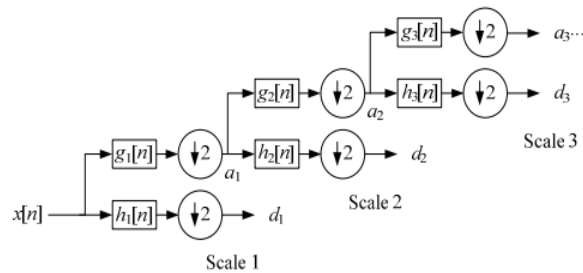 g₃[n] ↓2 a₃...
g₂[n] ↓2 a₂ h₃[n] ↓2 d₃
Scale 3
g₁[n] ↓2 a₁ h₂[n] ↓2 d₂
Scale 2
x[n] h₁[n] ↓2 d₁
Scale 1